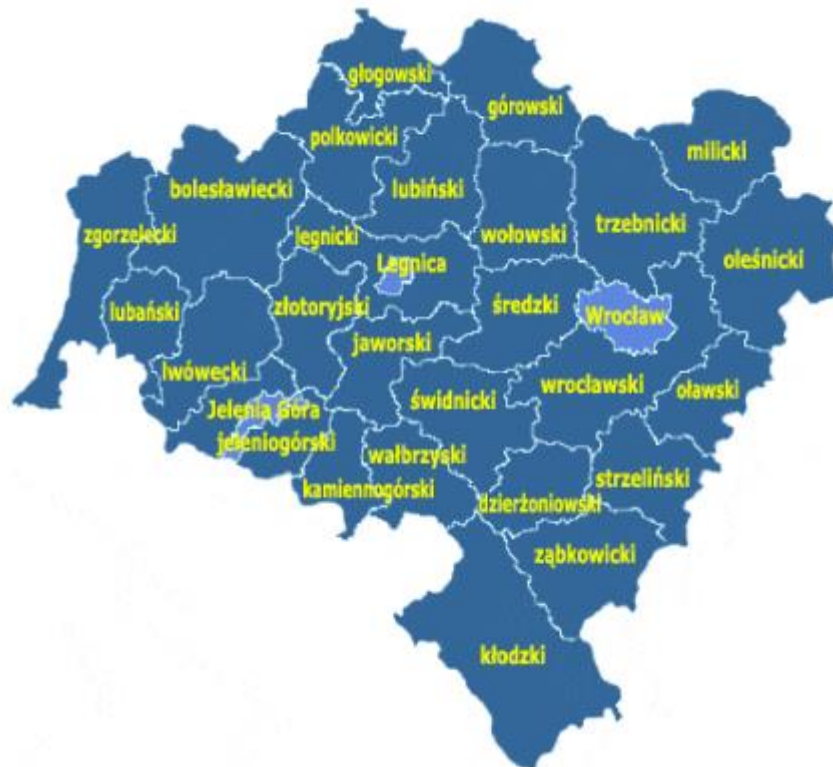 głogowski
górowski
polkowicki
milicki
bolesławiecki
lubiński
trzebnicki
zgorzelecki
legnicki
wołowski
Legnica
oleśnicki
lubański
złotoryjski
średzki
Wrocław
jaworski
lwówęcki
wrocławski
oławski
Jelenia Góra
świdnicki
jeleniogórski
wałbrzyski
strzeliński
kamiennogórski
dzierżoniowski
ząbkowicki
kłodzki